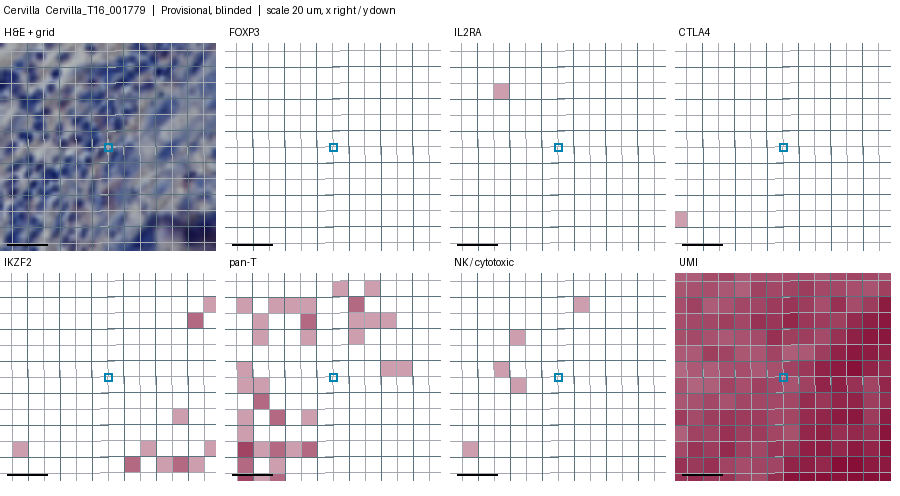 Cervilla Cervilla_T16_001779 | Provisional, blinded | scale 20 um, x right / y down
H&E + grid FOXP3 IL2RA CTLA4
IKZF2 pan-T NK / cytotoxic UMI